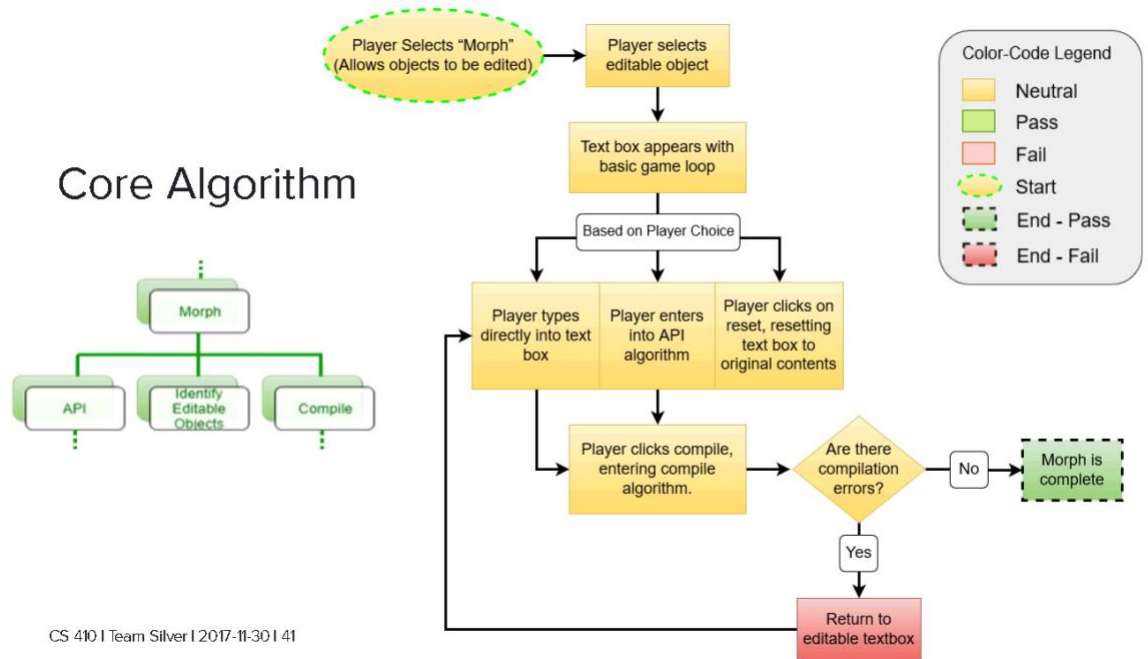 Player Selects "Morph"
(Allows objects to be edited)
Player selects
editable object
Color-Code Legend
Neutral
Pass
Fail
Start
End - Pass
End - Fail
Text box appears with
basic game loop
Core Algorithm
Based on Player Choice
Morph
API
Identify
Editable
Objects
Compile
Player types
directly into text
box
Player enters
into API
algorithm
Player clicks on
reset, resetting
text box to
original contents
Player clicks compile,
entering compile
algorithm.
Are there
compilation
errors?
No
Morph is
complete
Yes
Return to
editable textbox
CS 410 | Team Silver | 2017-11-30 | 41